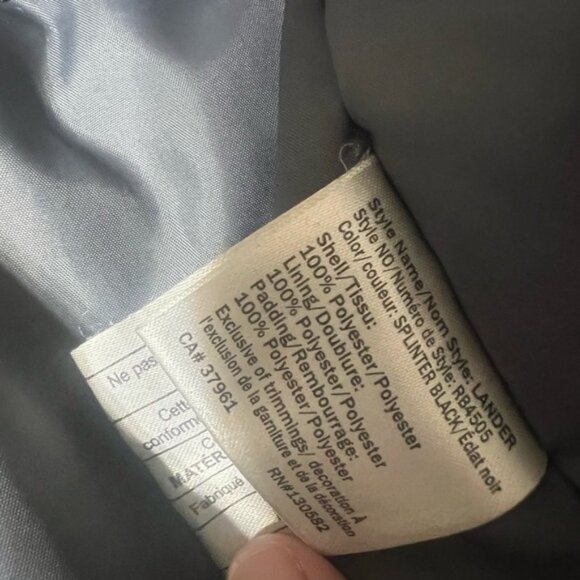 Style Name/Nom Style: LANDER
Style NO/Numéro de Style: RB4505
Color/couleur: SPLINTER BLACK/Éclat noir
Shell/Tissu:
100% Polyester/Polyester
Lining/Doublure:
100% Polyester/Polyester
Padding/Rembourrage:
100% Polyester/Polyester
Exclusive of trimmings/ decoration À
l'exclusion de la garniture et de la décoration
CA# 37961
RN#130582
Ne pas
Cett
conform
C
MATÉR
Fabriqué